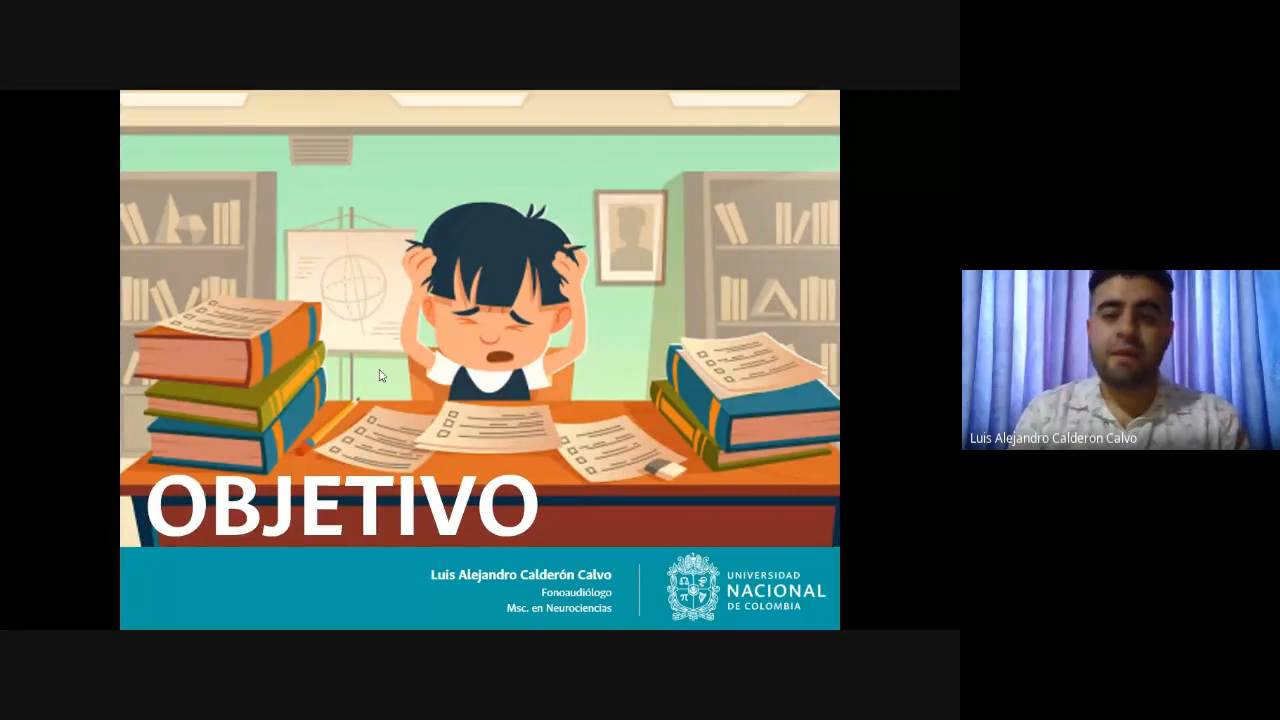 OBJETIVO
Luis Alejandro Calderón Calvo
Fonoaudiólogo
Msc. en Neurociencias
UNIVERSIDAD
NACIONAL
DE COLOMBIA
Luis Alejandro Calderon Calvo